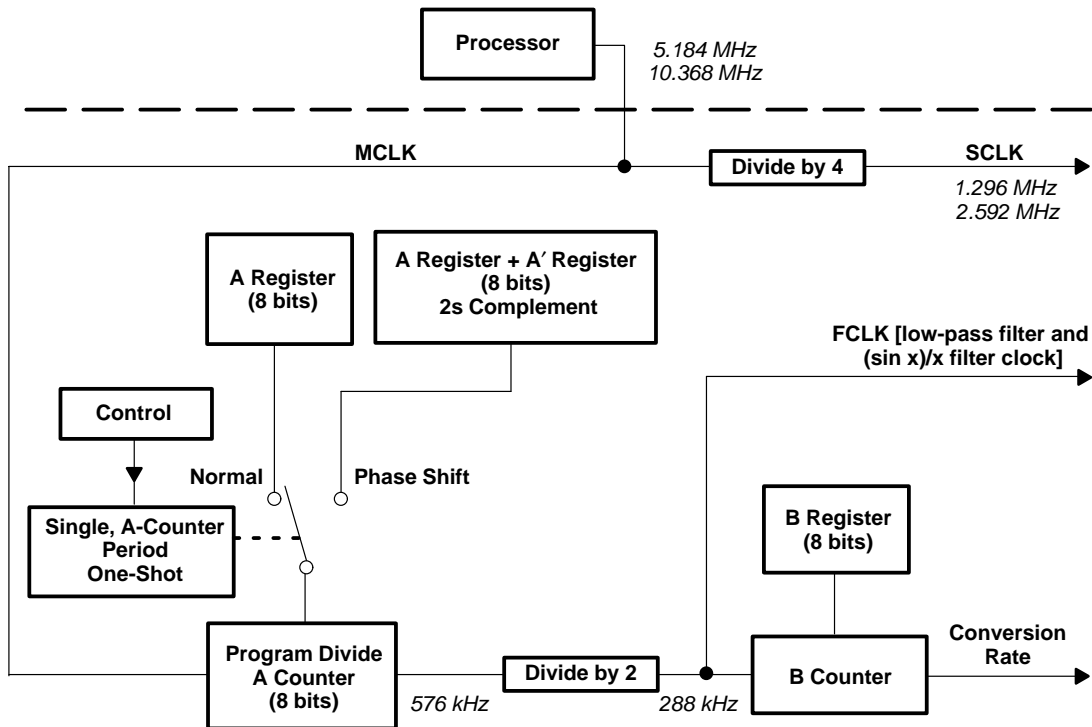 Processor
5.184 MHz
10.368 MHz
MCLK
Divide by 4
SCLK
1.296 MHz
2.592 MHz
A Register
(8 bits)
A Register + A′ Register
(8 bits)
2s Complement
FCLK [low-pass filter and
(sin x)/x filter clock]
Control
Normal
Phase Shift
Single, A-Counter
Period
One-Shot
B Register
(8 bits)
Program Divide
A Counter
(8 bits)
576 kHz
Divide by 2
288 kHz
B Counter
Conversion
Rate